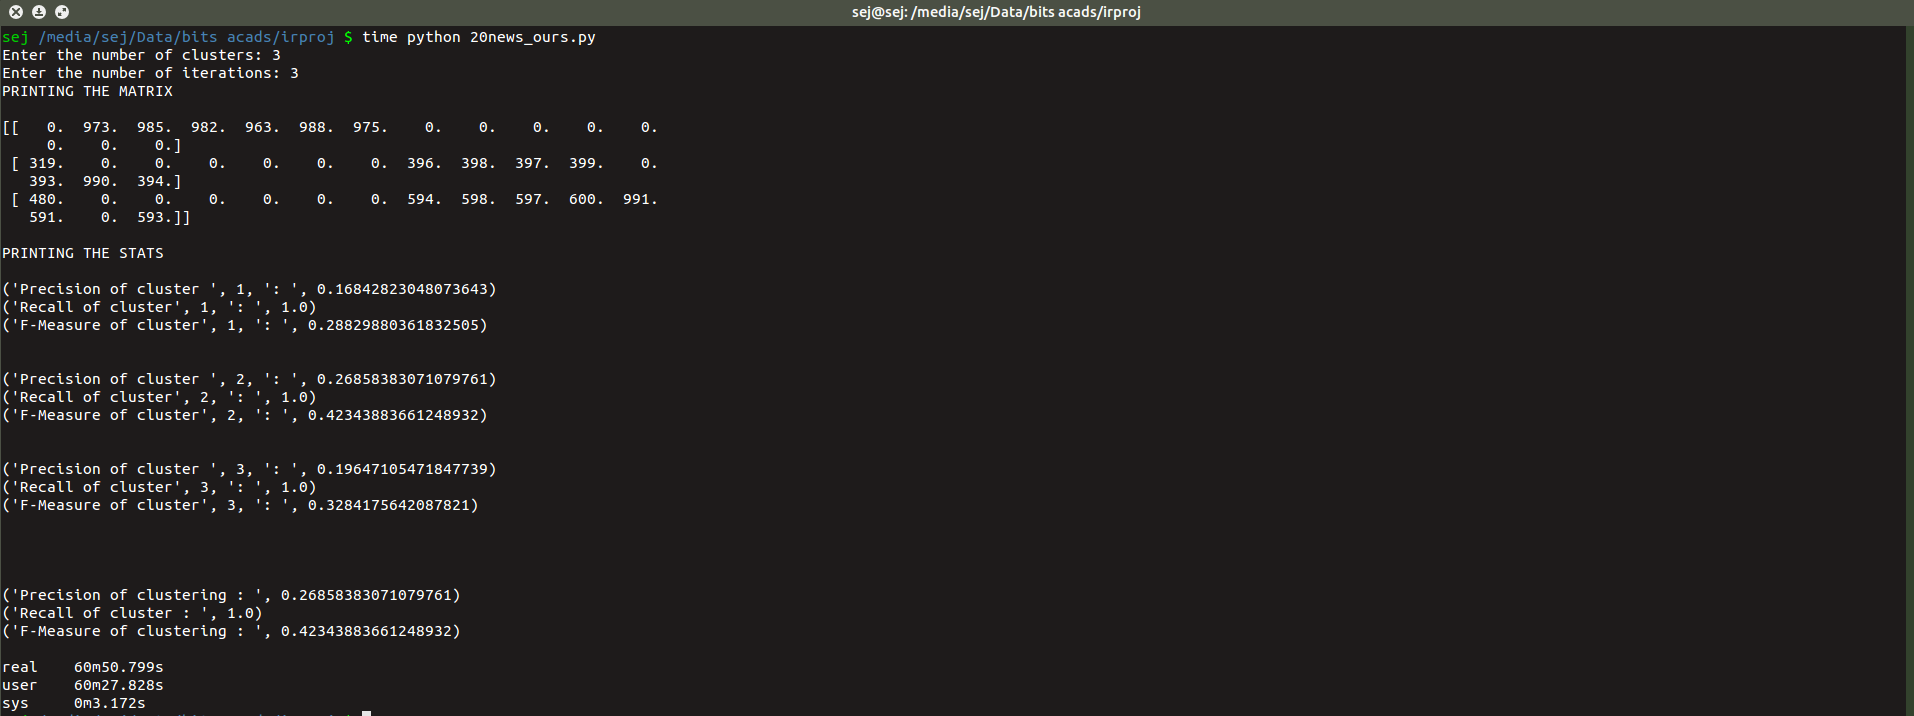 sej@sej: /media/sej/Data/bits acads/irproj
sej /media/sej/Data/bits acads/irproj $ time python 20news_ours.py
Enter the number of clusters: 3
Enter the number of iterations: 3
PRINTING THE MATRIX
[[   0.  973.  985.  982.  963.  988.  975.    0.    0.    0.    0.    0.
     0.    0.    0.]
 [ 319.    0.    0.    0.    0.    0.    0.  396.  398.  397.  399.    0.
   393.  990.  394.]
 [ 480.    0.    0.    0.    0.    0.    0.  594.  598.  597.  600.  991.
   591.    0.  593.]]
PRINTING THE STATS
('Precision of cluster ', 1, ': ', 0.16842823048073643)
('Recall of cluster', 1, ': ', 1.0)
('F-Measure of cluster', 1, ': ', 0.28829880361832505)
('Precision of cluster ', 2, ': ', 0.26858383071079761)
('Recall of cluster', 2, ': ', 1.0)
('F-Measure of cluster', 2, ': ', 0.42343883661248932)
('Precision of cluster ', 3, ': ', 0.19647105471847739)
('Recall of cluster', 3, ': ', 1.0)
('F-Measure of cluster', 3, ': ', 0.3284175642087821)
('Precision of clustering : ', 0.26858383071079761)
('Recall of cluster : ', 1.0)
('F-Measure of clustering : ', 0.42343883661248932)
real    60m50.799s
user    60m27.828s
sys     0m3.172s